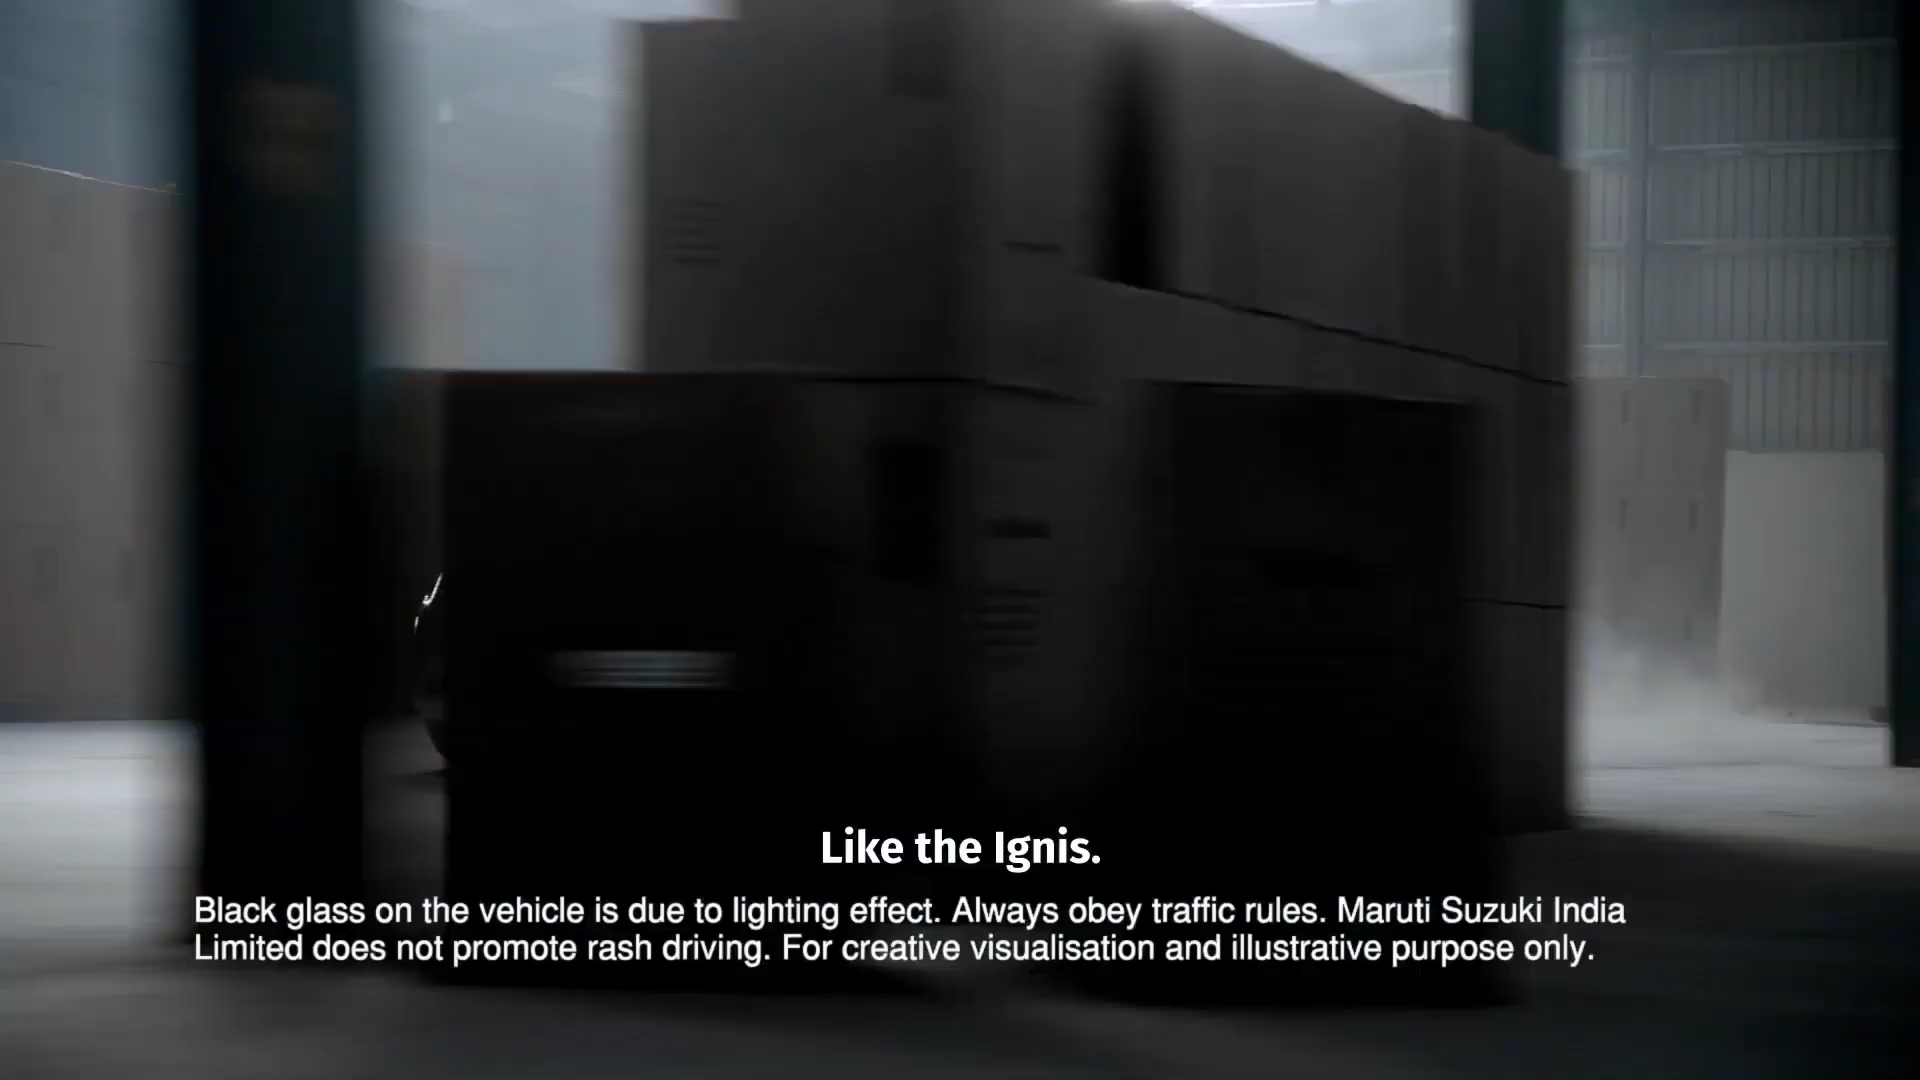 Like the Ignis.
Black glass on the vehicle is due to lighting effect. Always obey traffic rules. Maruti Suzuki India
Limited does not promote rash driving. For creative visualisation and illustrative purpose only.